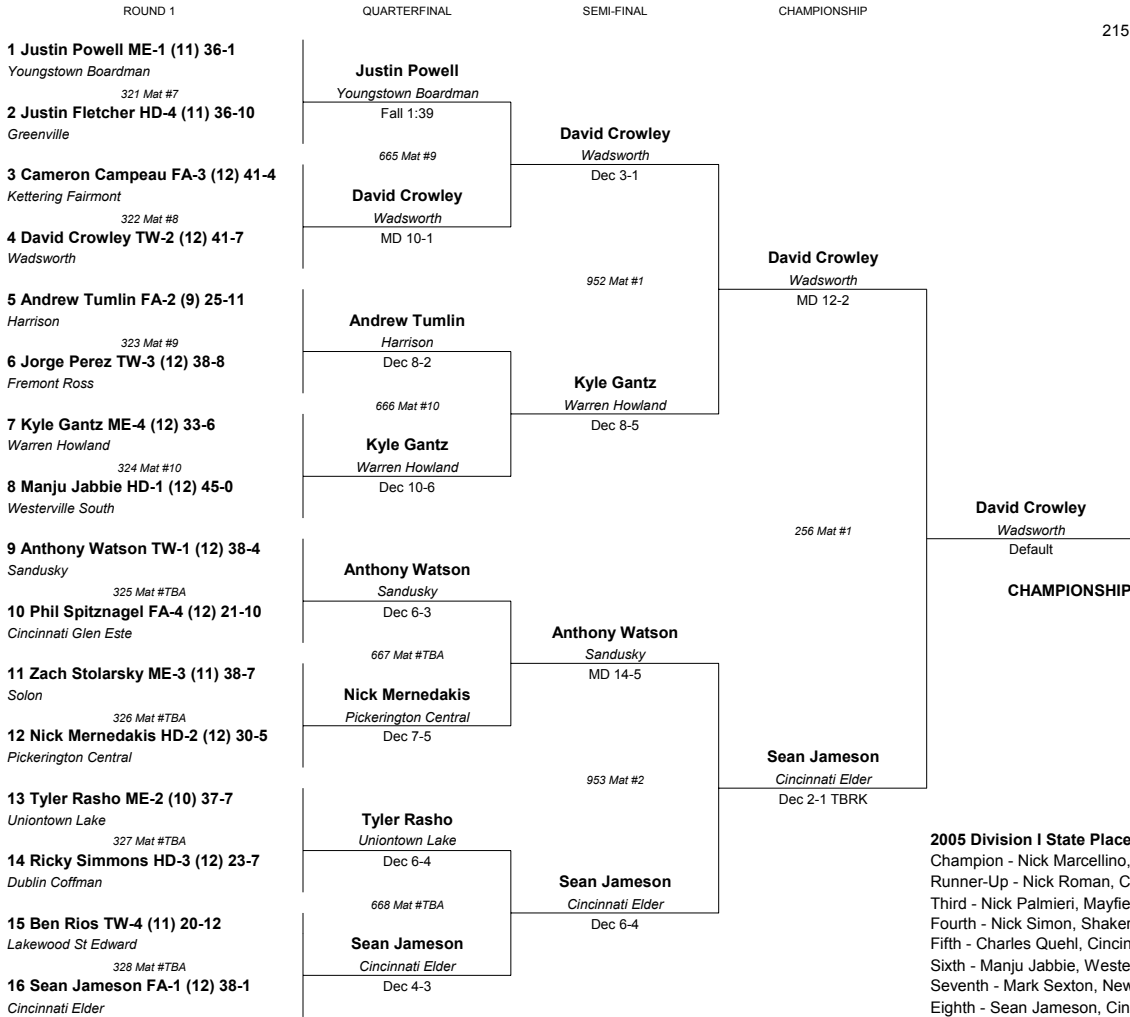 ROUND 1 QUARTERFINAL SEMI-FINAL CHAMPIONSHIP
215
1 Justin Powell ME-1 (11) 36-1
Youngstown Boardman
321 Mat #7
2 Justin Fletcher HD-4 (11) 36-10
Greenville
3 Cameron Campeau FA-3 (12) 41-4
Kettering Fairmont
322 Mat #8
4 David Crowley TW-2 (12) 41-7
Wadsworth
5 Andrew Tumlin FA-2 (9) 25-11
Harrison
323 Mat #9
6 Jorge Perez TW-3 (12) 38-8
Fremont Ross
7 Kyle Gantz ME-4 (12) 33-6
Warren Howland
324 Mat #10
8 Manju Jabbie HD-1 (12) 45-0
Westerville South
9 Anthony Watson TW-1 (12) 38-4
Sandusky
325 Mat #TBA
10 Phil Spitznagel FA-4 (12) 21-10
Cincinnati Glen Este
11 Zach Stolarsky ME-3 (11) 38-7
Solon
326 Mat #TBA
12 Nick Mernedakis HD-2 (12) 30-5
Pickerington Central
13 Tyler Rasho ME-2 (10) 37-7
Uniontown Lake
327 Mat #TBA
14 Ricky Simmons HD-3 (12) 23-7
Dublin Coffman
15 Ben Rios TW-4 (11) 20-12
Lakewood St Edward
328 Mat #TBA
16 Sean Jameson FA-1 (12) 38-1
Cincinnati Elder
Justin Powell
Youngstown Boardman
Fall 1:39
665 Mat #9
David Crowley
Wadsworth
MD 10-1
Andrew Tumlin
Harrison
Dec 8-2
666 Mat #10
Kyle Gantz
Warren Howland
Dec 10-6
Anthony Watson
Sandusky
Dec 6-3
667 Mat #TBA
Nick Mernedakis
Pickerington Central
Dec 7-5
Tyler Rasho
Uniontown Lake
Dec 6-4
668 Mat #TBA
Sean Jameson
Cincinnati Elder
Dec 4-3
David Crowley
Wadsworth
Dec 3-1
952 Mat #1
Kyle Gantz
Warren Howland
Dec 8-5
Anthony Watson
Sandusky
MD 14-5
953 Mat #2
Sean Jameson
Cincinnati Elder
Dec 6-4
David Crowley
Wadsworth
MD 12-2
256 Mat #1
Sean Jameson
Cincinnati Elder
Dec 2-1 TBRK
David Crowley
Wadsworth
Default
CHAMPIONSHIP
2005 Division I State Place
Champion - Nick Marcellino,
Runner-Up - Nick Roman, C
Third - Nick Palmieri, Mayfie
Fourth - Nick Simon, Shaker
Fifth - Charles Quehl, Cincin
Sixth - Manju Jabbie, Weste
Seventh - Mark Sexton, New
Eighth - Sean Jameson, Cin